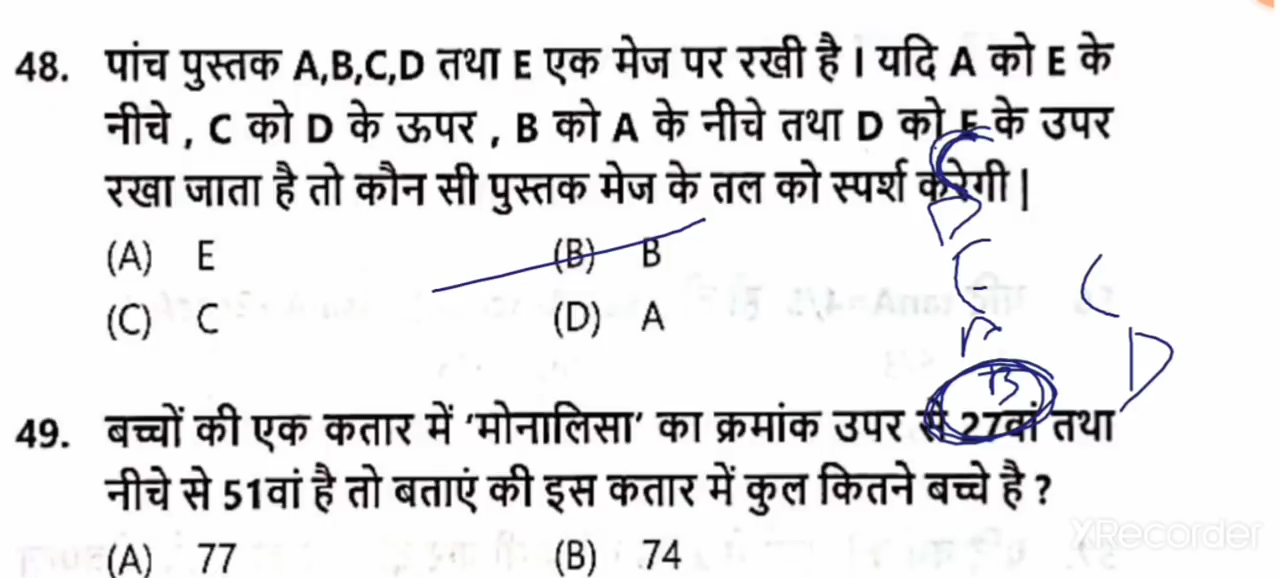 48. पांच पुस्तक A,B,C,D तथा E एक मेज पर रखी है । यदि A को E के
नीचे , C को D के ऊपर , B को A के नीचे तथा D को E के उपर
रखा जाता है तो कौन सी पुस्तक मेज के तल को स्पर्श करेगी |
(A) E (B) B
(C) C (D) A
C
D
E
A
B
C
D
49. बच्चों की एक कतार में ‘मोनालिसा’ का क्रमांक उपर से 27वां तथा
नीचे से 51वां है तो बताएं की इस कतार में कुल कितने बच्चे है ?
(A) 77 (B) 74
XRecorder